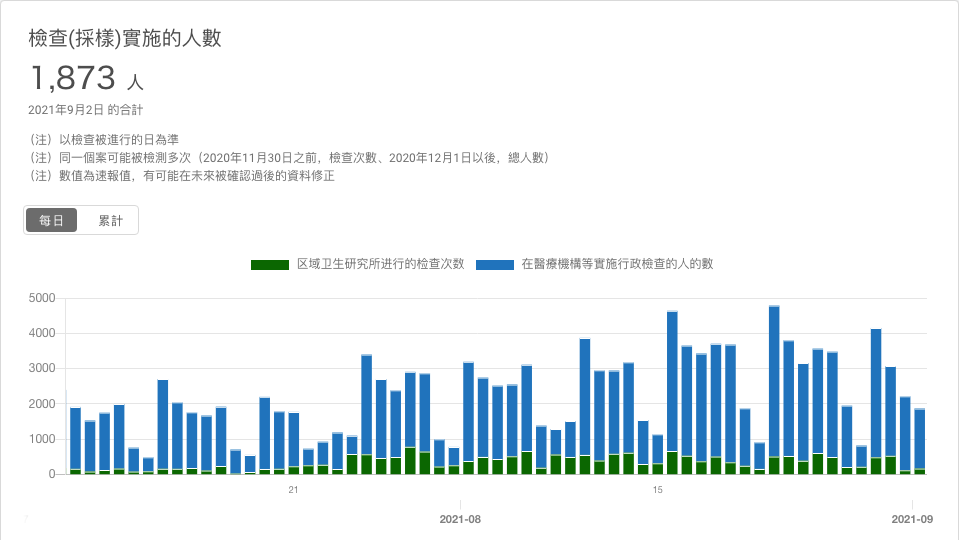 檢查(採樣)實施的人數
1,873 人
2021年9月2日 的合計
（注）以檢查被進行的日為準
（注）同一個案可能被檢測多次（2020年11月30日之前，檢查次數、2020年12月1日以後，總人數）
（注）數值為速報值，有可能在未來被確認過後的資料修正
每日 累計
区域卫生研究所进行的检查次数 在醫療機構等實施行政檢查的人的數
5000
4000
3000
2000
1000
0
21 15
2021-08 2021-09